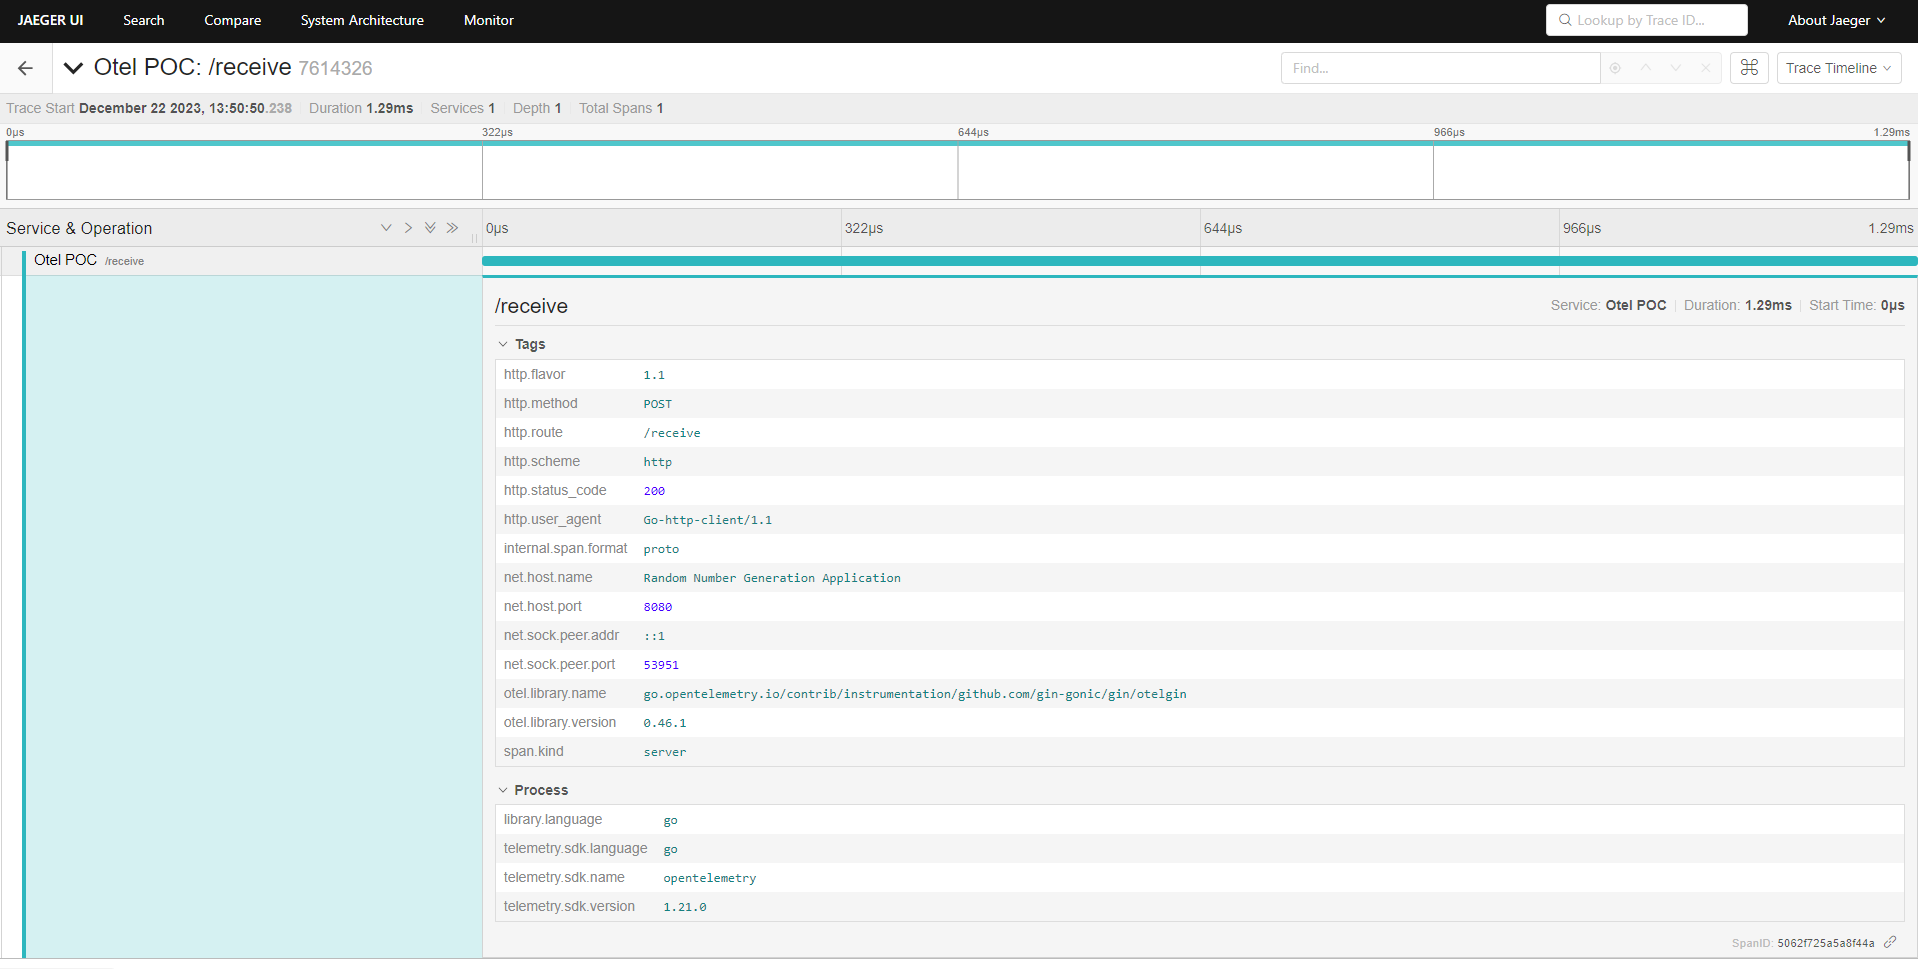 JAEGER UI Search Compare System Architecture Monitor Lookup by Trace ID... About Jaeger
Otel POC: /receive 7614326 Find... Trace Timeline
Trace Start December 22 2023, 13:50:50.238 Duration 1.29ms Services 1 Depth 1 Total Spans 1
0μs 322μs 644μs 966μs 1.29ms
Service & Operation 0μs 322μs 644μs 966μs 1.29ms
Otel POC /receive
/receive Service: Otel POC Duration: 1.29ms Start Time: 0μs
Tags
http.flavor 1.1
http.method POST
http.route /receive
http.scheme http
http.status_code 200
http.user_agent Go-http-client/1.1
internal.span.format proto
net.host.name Random Number Generation Application
net.host.port 8080
net.sock.peer.addr ::1
net.sock.peer.port 53951
otel.library.name go.opentelemetry.io/contrib/instrumentation/github.com/gin-gonic/gin/otelgin
otel.library.version 0.46.1
span.kind server
Process
library.language go
telemetry.sdk.language go
telemetry.sdk.name opentelemetry
telemetry.sdk.version 1.21.0
SpanID: 5062f725a5a8f44a